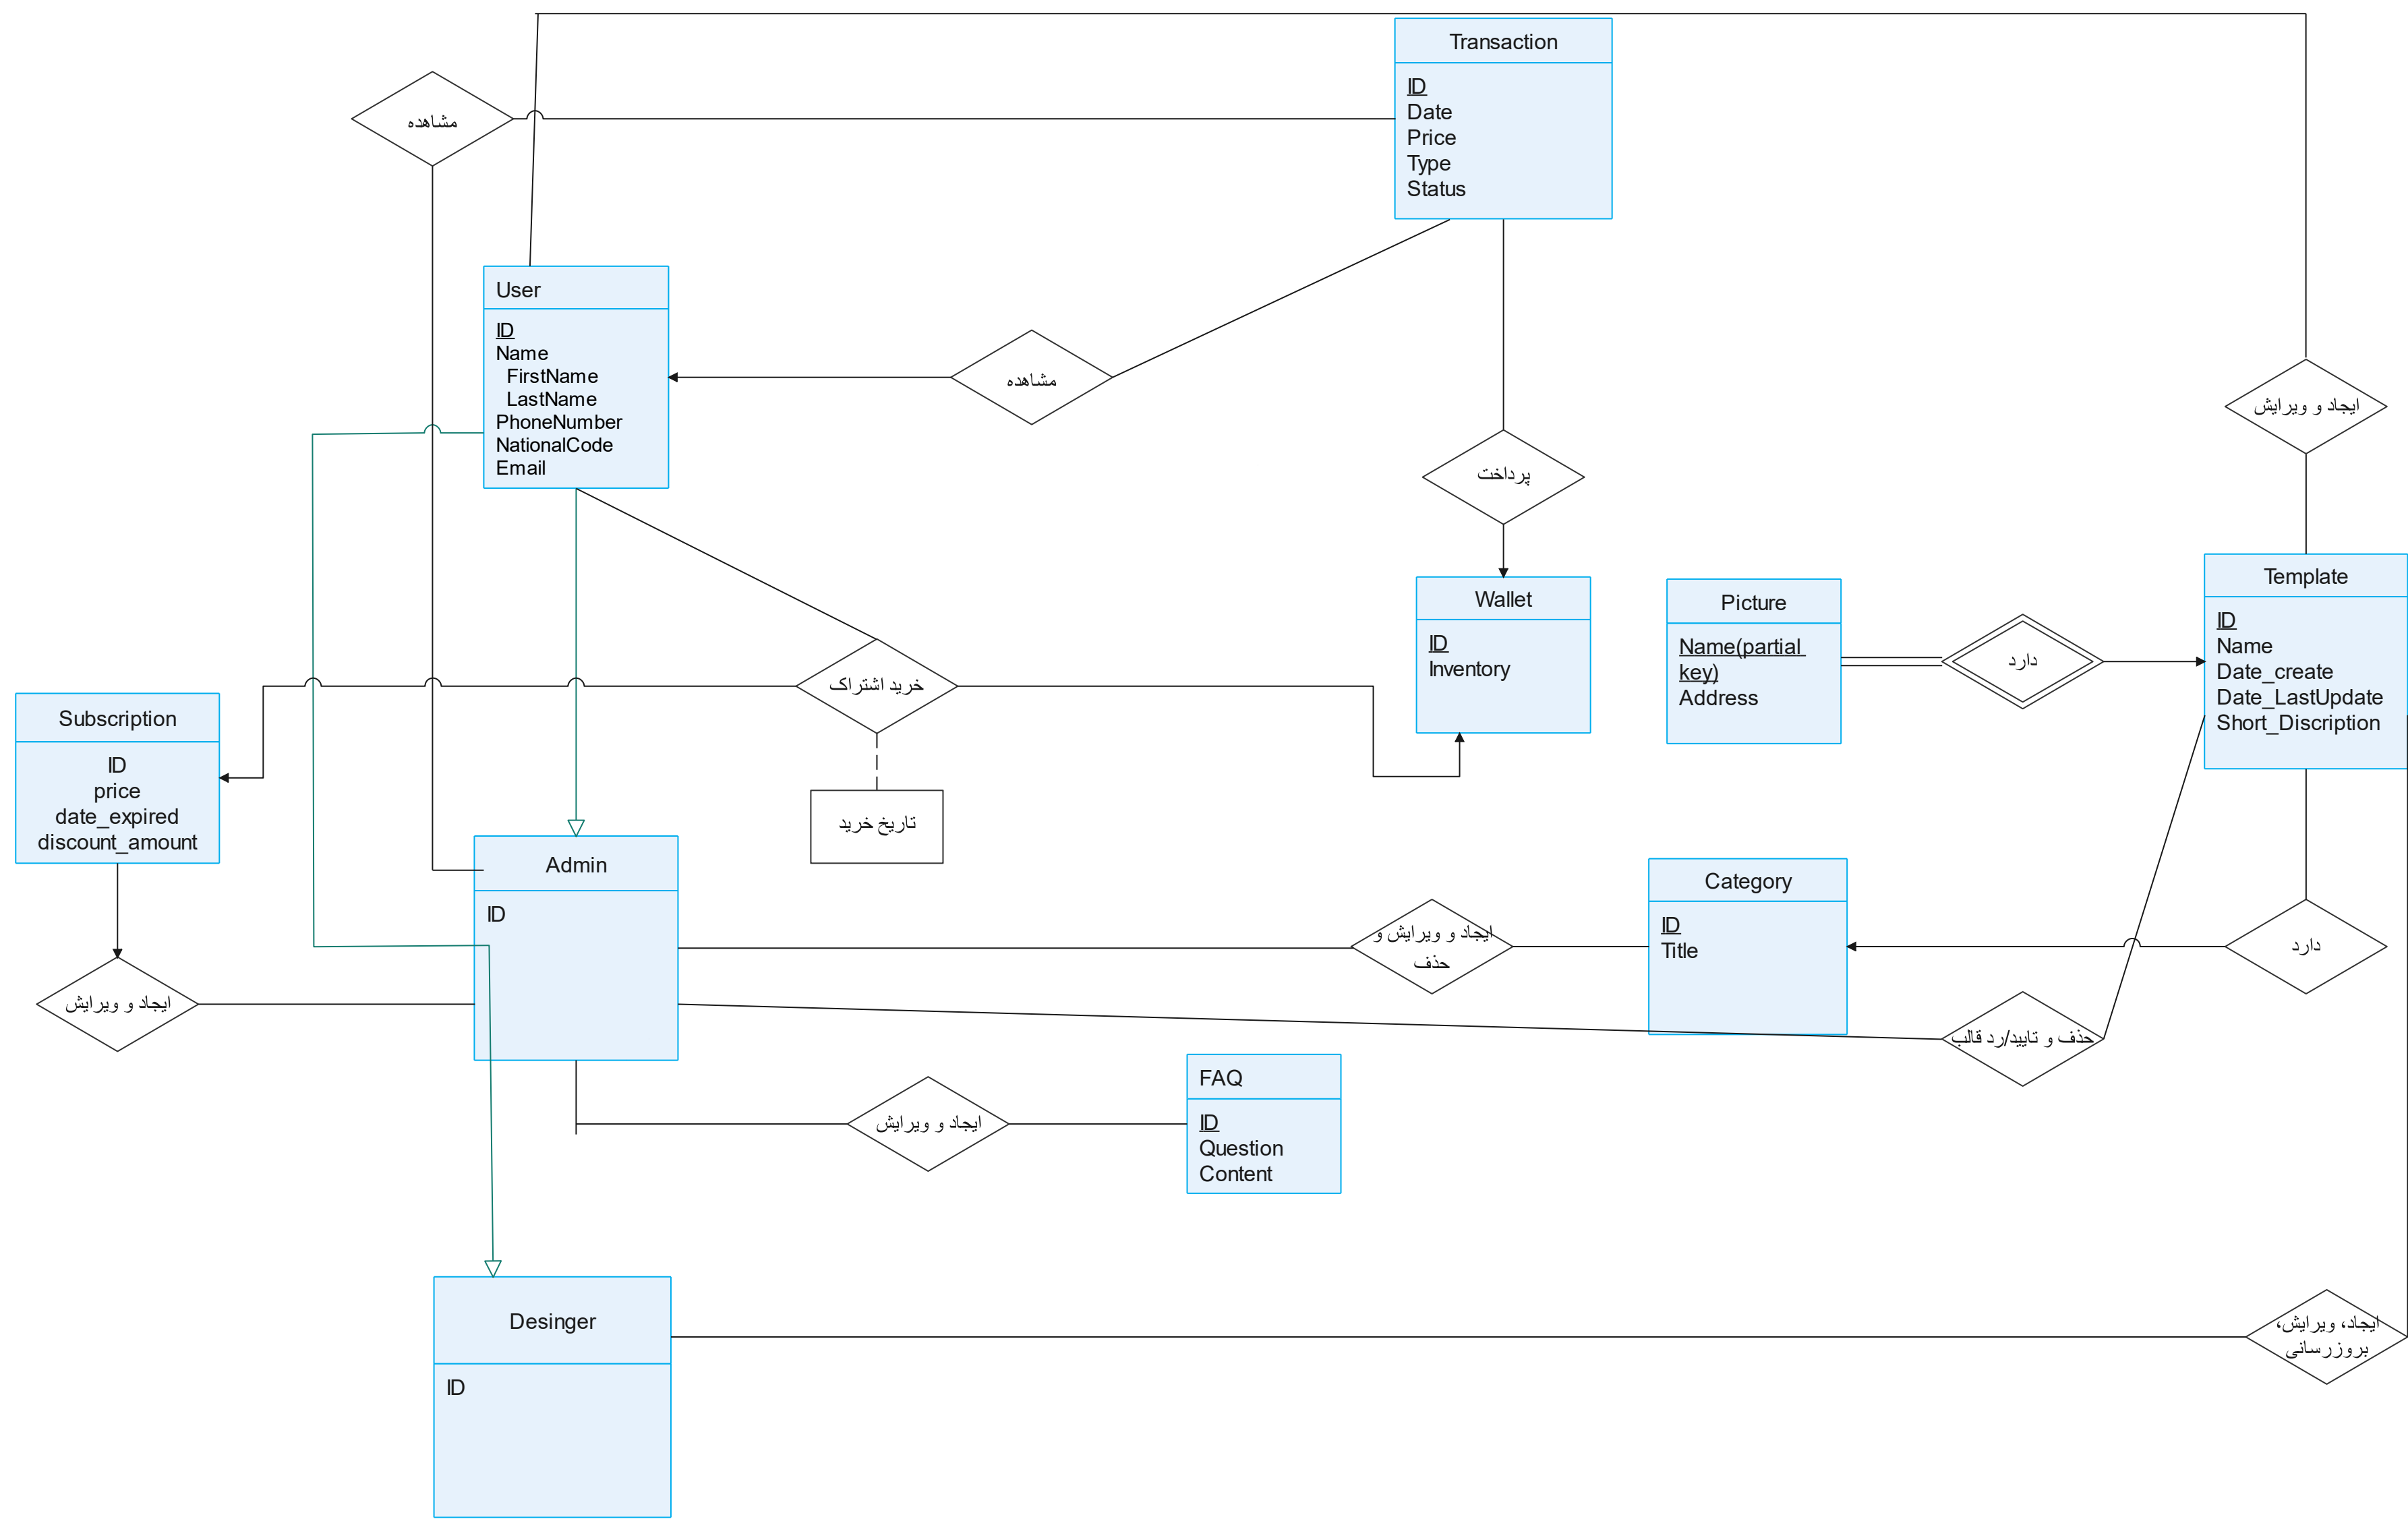 Transaction
ID
Date
Price
Type
Status
مشاهده
User
ID
Name
FirstName
LastName
PhoneNumber
NationalCode
Email
مشاهده
ایجاد و ویرایش
پرداخت
Wallet
ID
Inventory
Picture
Name(partial
key)
Address
دارد
Template
ID
Name
Date_create
Date_LastUpdate
Short_Discription
خرید اشتراک
تاریخ خرید
Subscription
ID
price
date_expired
discount_amount
Admin
ID
Category
ID
Title
ایجاد و ویرایش و
حذف
دارد
ایجاد و ویرایش
حذف و تایید/رد قالب
FAQ
ID
Question
Content
ایجاد و ویرایش
Desinger
ID
ایجاد، ویرایش،
بروزرسانی